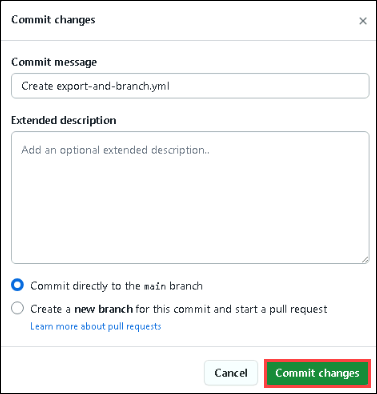 Commit changes
×
Commit message
Create export-and-branch.yml
Extended description
Add an optional extended description..
Commit directly to the main branch
Create a new branch for this commit and start a pull request
Learn more about pull requests
Cancel Commit changes